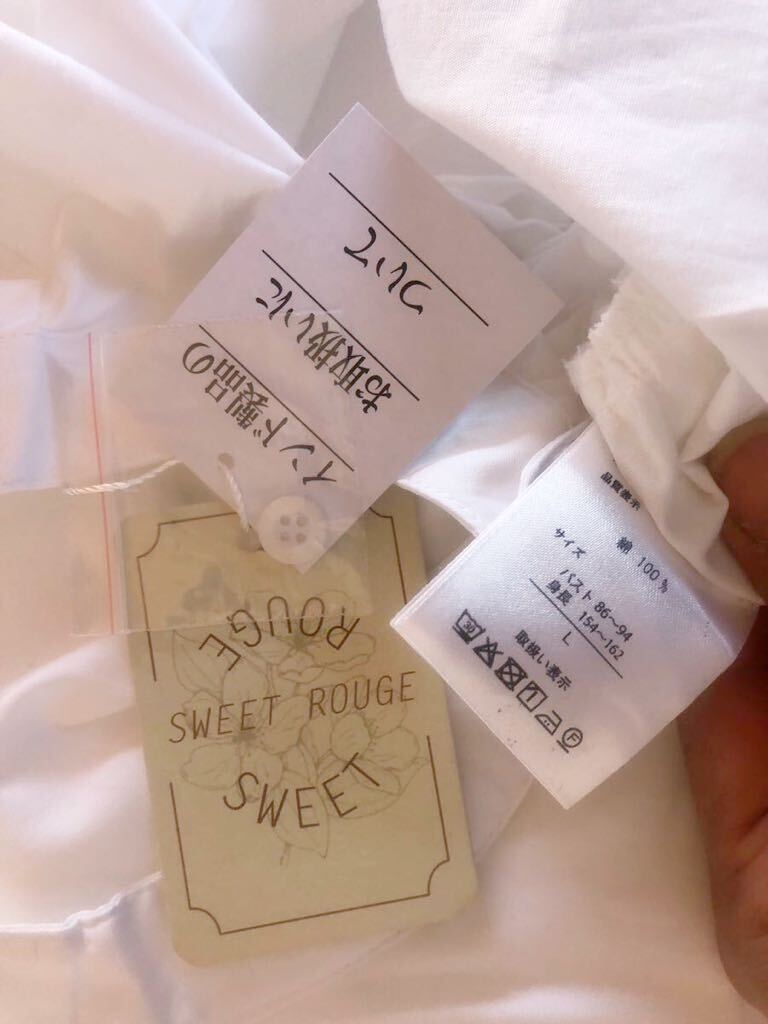 インド製品の
お取扱いに
ついて
ROUGE
SWEET ROUGE
SWEET
品質表示
綿 100%
サイズ
バスト 86～94
身長 154～162
L
取扱い表示
30
F